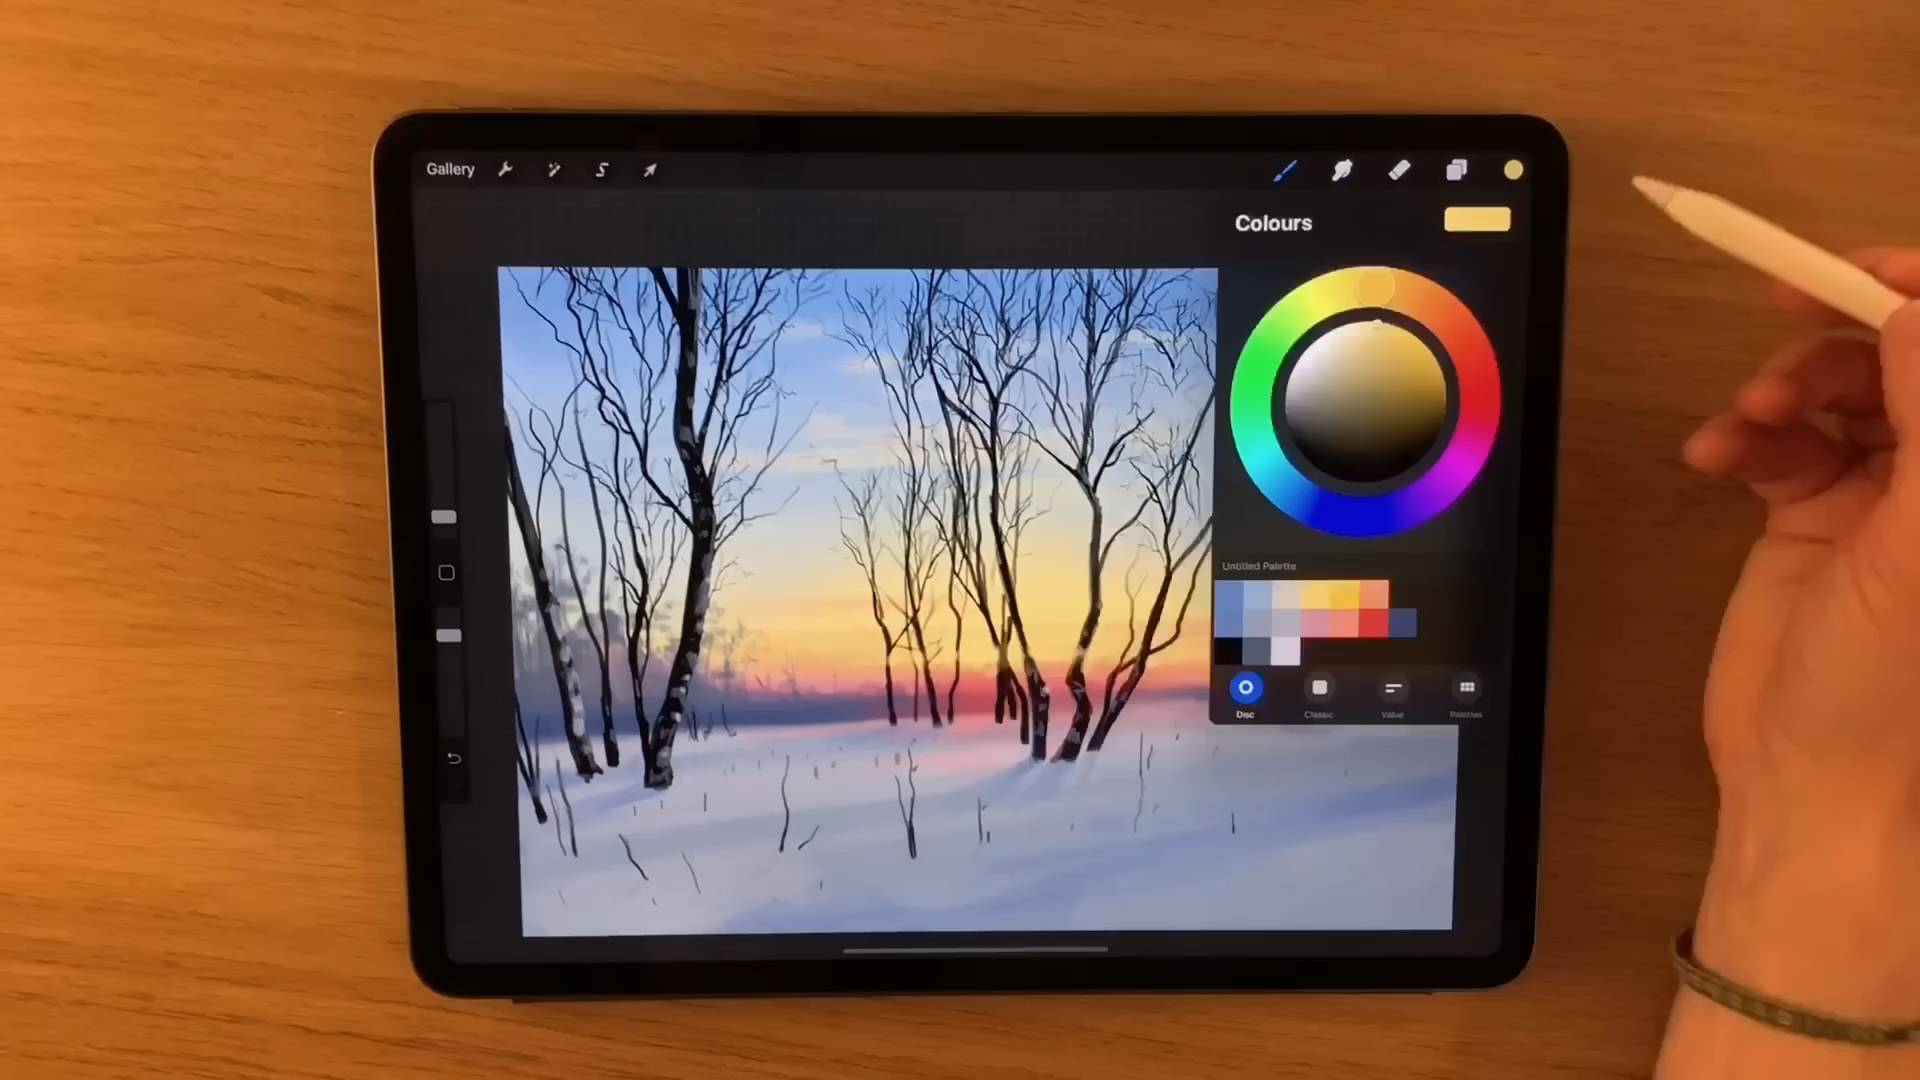 Gallery
Colours
Untitled Palette
Disc
Classic
Value
Palettes